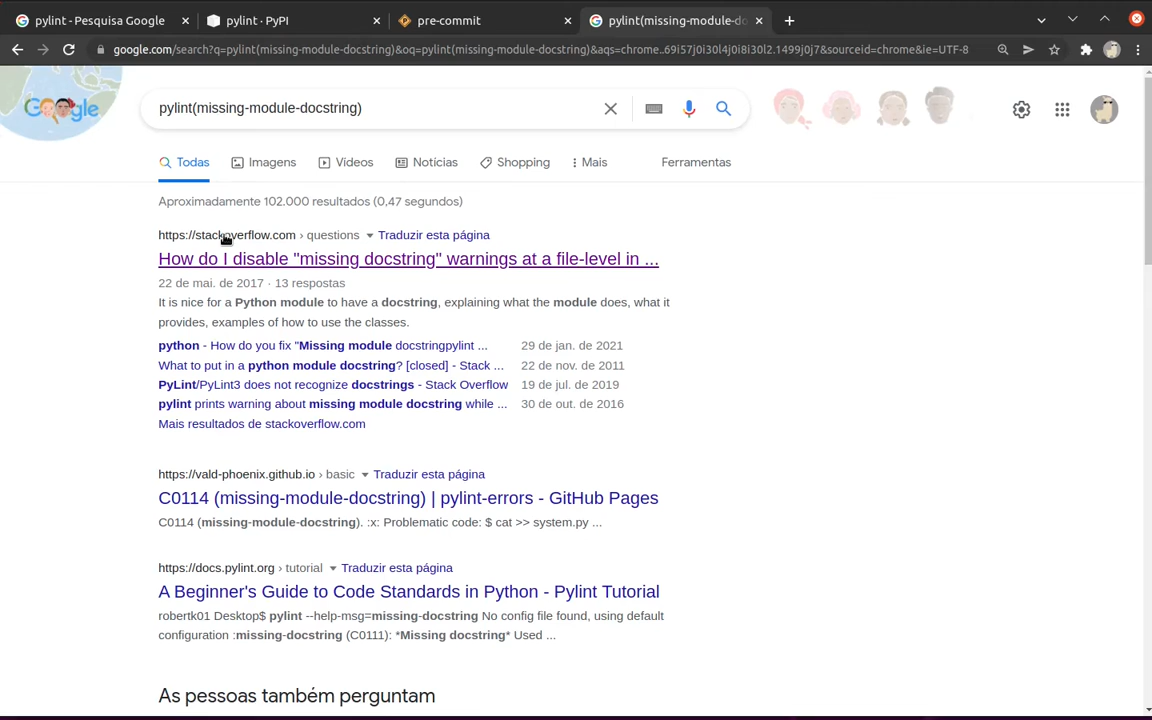 pylint - Pesquisa Google
pylint · PyPI
pre-commit
pylint(missing-module-do
google.com/search?q=pylint(missing-module-docstring)&oq=pylint(missing-module-docstring)&aqs=chrome..69i57j0i30l4j0i8i30l2.1499j0j7&sourceid=chrome&ie=UTF-8
Google
pylint(missing-module-docstring)
Todas Imagens Vídeos Notícias Shopping Mais Ferramentas
Aproximadamente 102.000 resultados (0,47 segundos)
https://stackoverflow.com › questions Traduzir esta página
How do I disable "missing docstring" warnings at a file-level in ...
22 de mai. de 2017 · 13 respostas
It is nice for a Python module to have a docstring, explaining what the module does, what it
provides, examples of how to use the classes.
python - How do you fix "Missing module docstringpylint ... 29 de jan. de 2021
What to put in a python module docstring? [closed] - Stack ... 22 de nov. de 2011
PyLint/PyLint3 does not recognize docstrings - Stack Overflow 19 de jul. de 2019
pylint prints warning about missing module docstring while ... 30 de out. de 2016
Mais resultados de stackoverflow.com
https://vald-phoenix.github.io › basic Traduzir esta página
C0114 (missing-module-docstring) | pylint-errors - GitHub Pages
C0114 (missing-module-docstring). :x: Problematic code: $ cat >> system.py ...
https://docs.pylint.org › tutorial Traduzir esta página
A Beginner's Guide to Code Standards in Python - Pylint Tutorial
robertk01 Desktop$ pylint --help-msg=missing-docstring No config file found, using default
configuration :missing-docstring (C0111): *Missing docstring* Used ...
As pessoas também perguntam